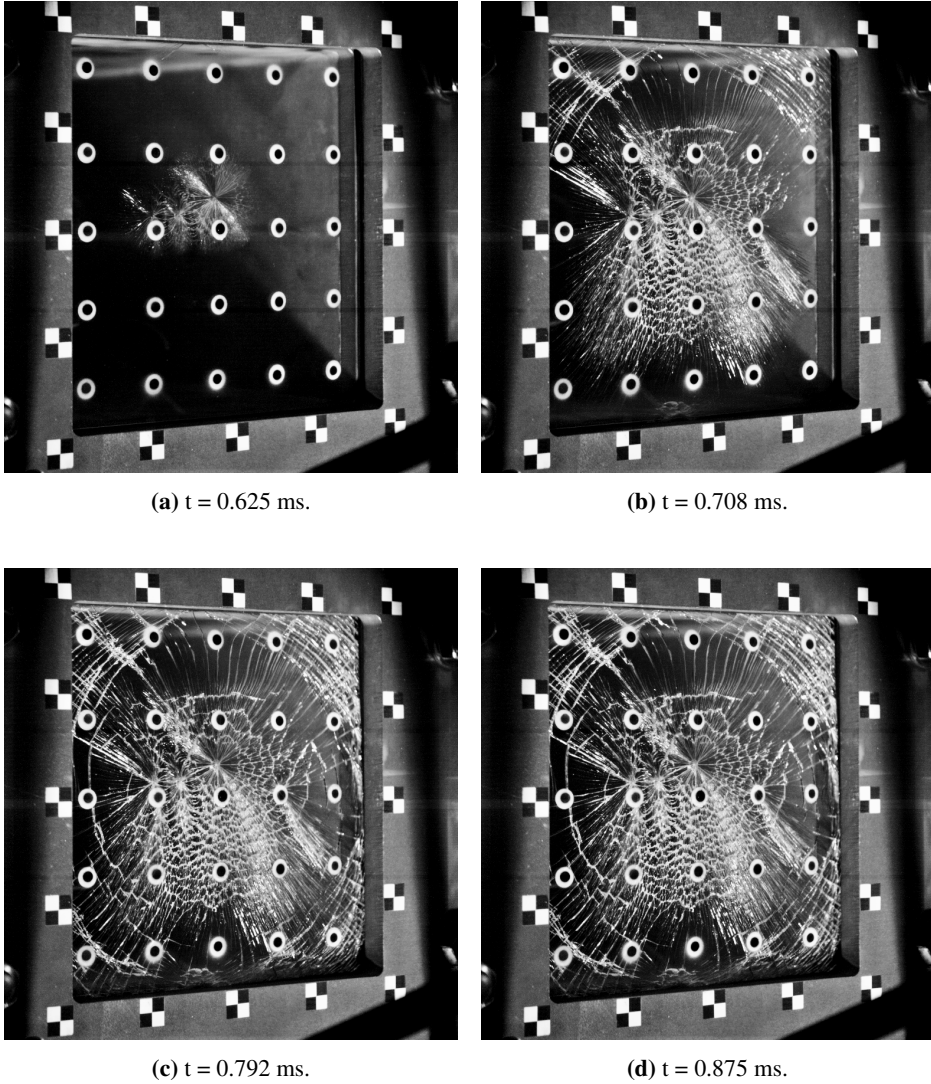 (a) t = 0.625 ms.
(b) t = 0.708 ms.
(c) t = 0.792 ms.
(d) t = 0.875 ms.